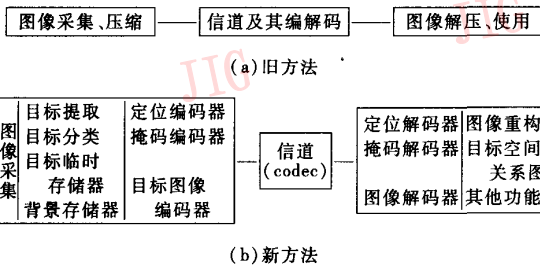 图像采集、压缩 信道及其编解码 图像解压、使用
(a)旧方法
图像采集
目标提取 定位编码器
目标分类 掩码编码器
目标临时
存储器 目标图像
背景存储器 编码器
信道
(codec)
定位解码器 图像重构
掩码解码器 目标空间
关系图
图像解码器 其他功能
(b)新方法
JIG
JIG